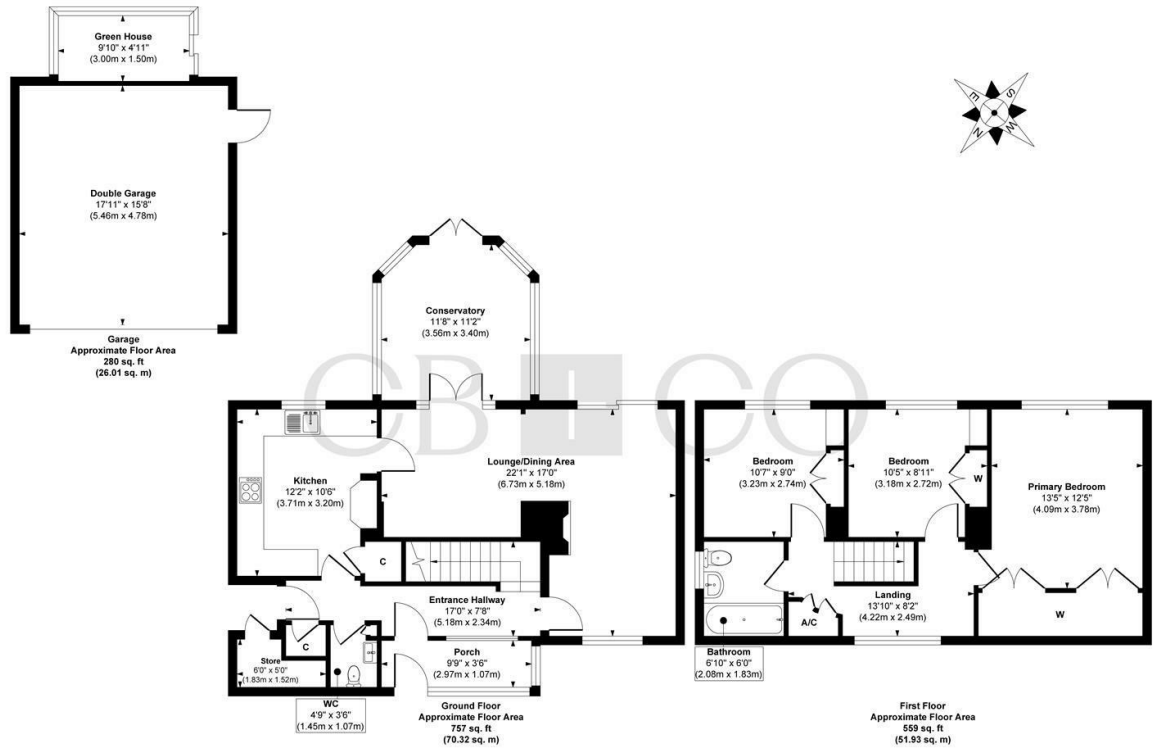 Green House
9'10" x 4'11"
(3.00m x 1.50m)
Double Garage
17'11" x 15'8"
(5.46m x 4.78m)
Garage
Approximate Floor Area
280 sq. ft
(26.01 sq. m)
S
E
W
N
Conservatory
11'8" x 11'2"
(3.56m x 3.40m)
CB I CO
Kitchen
12'2" x 10'6"
(3.71m x 3.20m)
Lounge/Dining Area
22'1" x 17'0"
(6.73m x 5.18m)
C
Entrance Hallway
17'0" x 7'8"
(5.18m x 2.34m)
C
Store
6'0" x 5'0"
(1.83m x 1.52m)
Porch
9'9" x 3'6"
(2.97m x 1.07m)
WC
4'9" x 3'6"
(1.45m x 1.07m)
Ground Floor
Approximate Floor Area
757 sq. ft
(70.32 sq. m)
Bedroom
10'7" x 9'0"
(3.23m x 2.74m)
Bedroom
10'5" x 8'11"
(3.18m x 2.72m)
W
Primary Bedroom
13'5" x 12'5"
(4.09m x 3.78m)
Landing
13'10" x 8'2"
(4.22m x 2.49m)
A/C
W
Bathroom
6'10" x 6'0"
(2.08m x 1.83m)
First Floor
Approximate Floor Area
559 sq. ft
(51.93 sq. m)